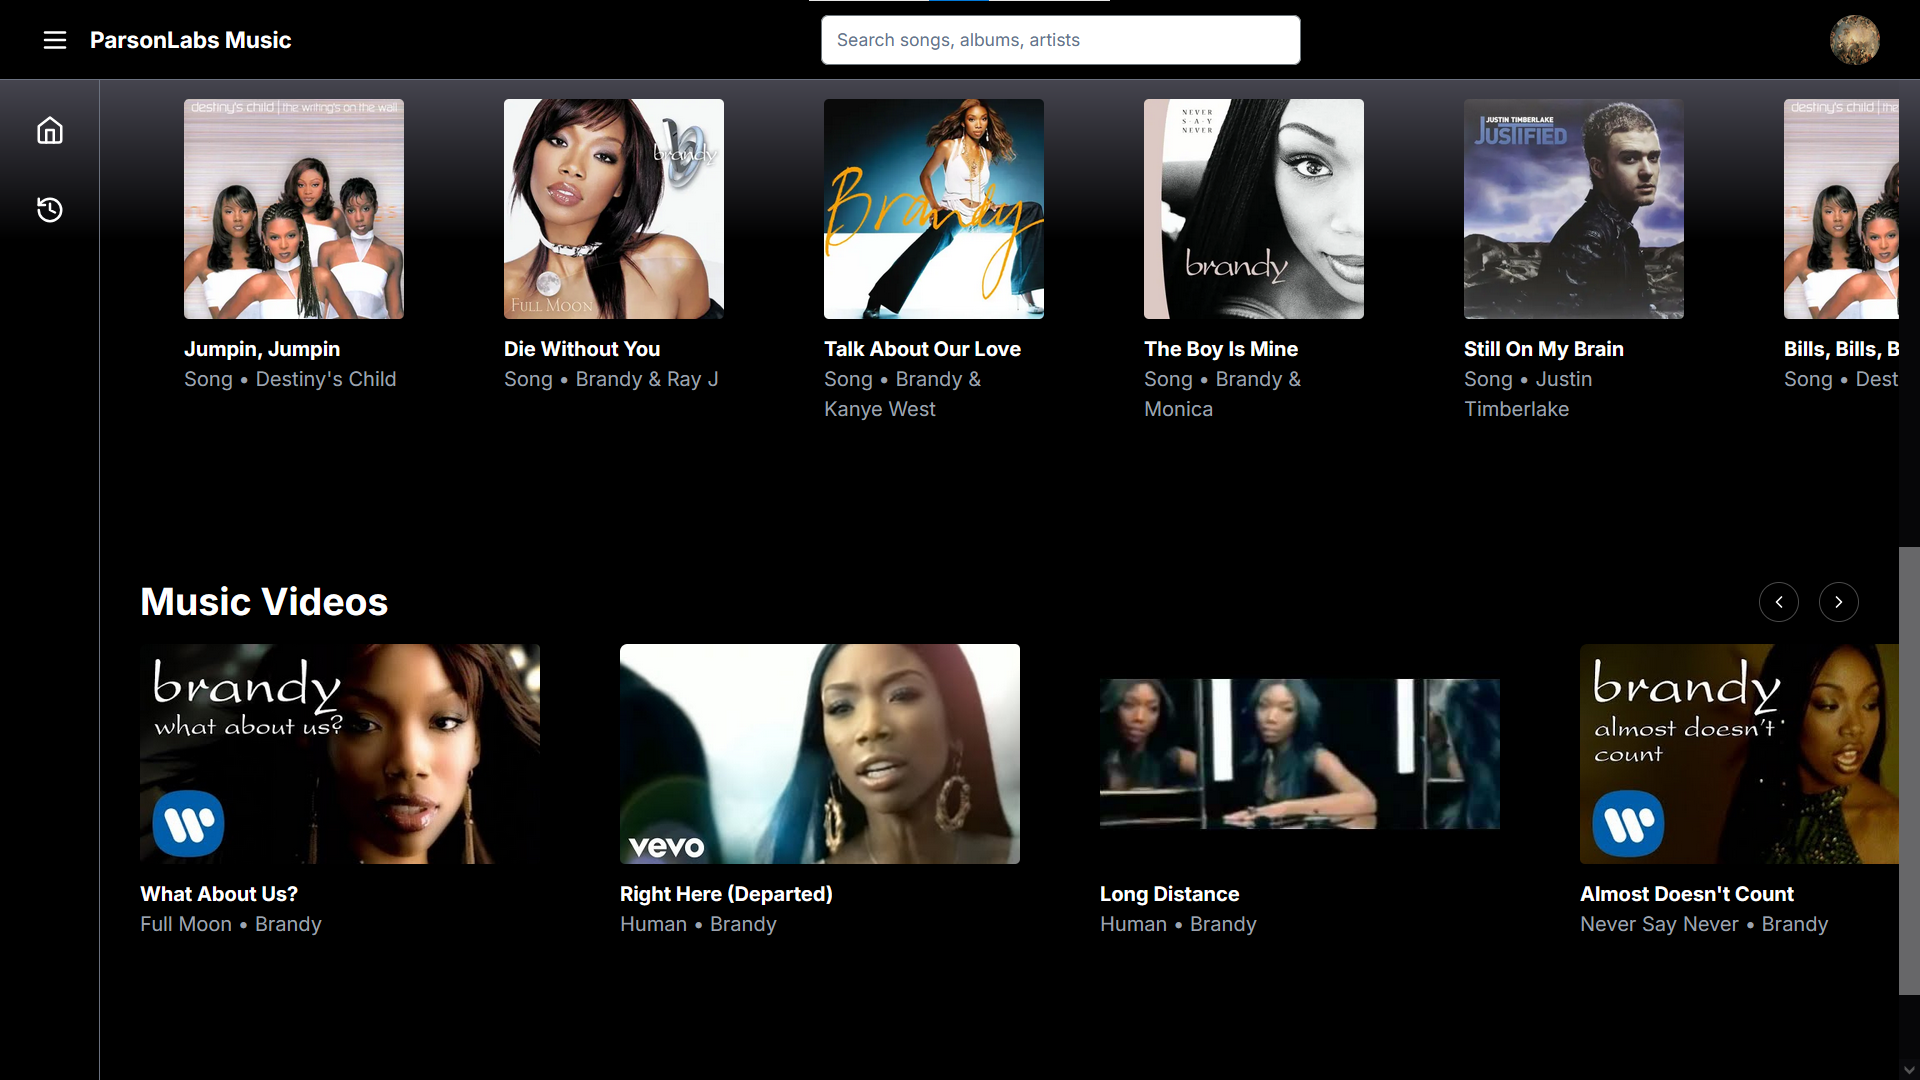 ParsonLabs Music
Search songs, albums, artists
destiny's child | the writing's on the wall
brandy
FULL MOON
Brandy
NEVER
S-A-Y
NEVER
brandy
JUSTIN TIMBERLAKE
JUSTIFIED
destiny's child | the
Jumpin, Jumpin
Song • Destiny's Child
Die Without You
Song • Brandy & Ray J
Talk About Our Love
Song • Brandy &
Kanye West
The Boy Is Mine
Song • Brandy &
Monica
Still On My Brain
Song • Justin
Timberlake
Bills, Bills, B
Song • Dest
Music Videos
brandy
what about us?
vevo
brandy
almost doesn't
count
What About Us?
Full Moon • Brandy
Right Here (Departed)
Human • Brandy
Long Distance
Human • Brandy
Almost Doesn't Count
Never Say Never • Brandy